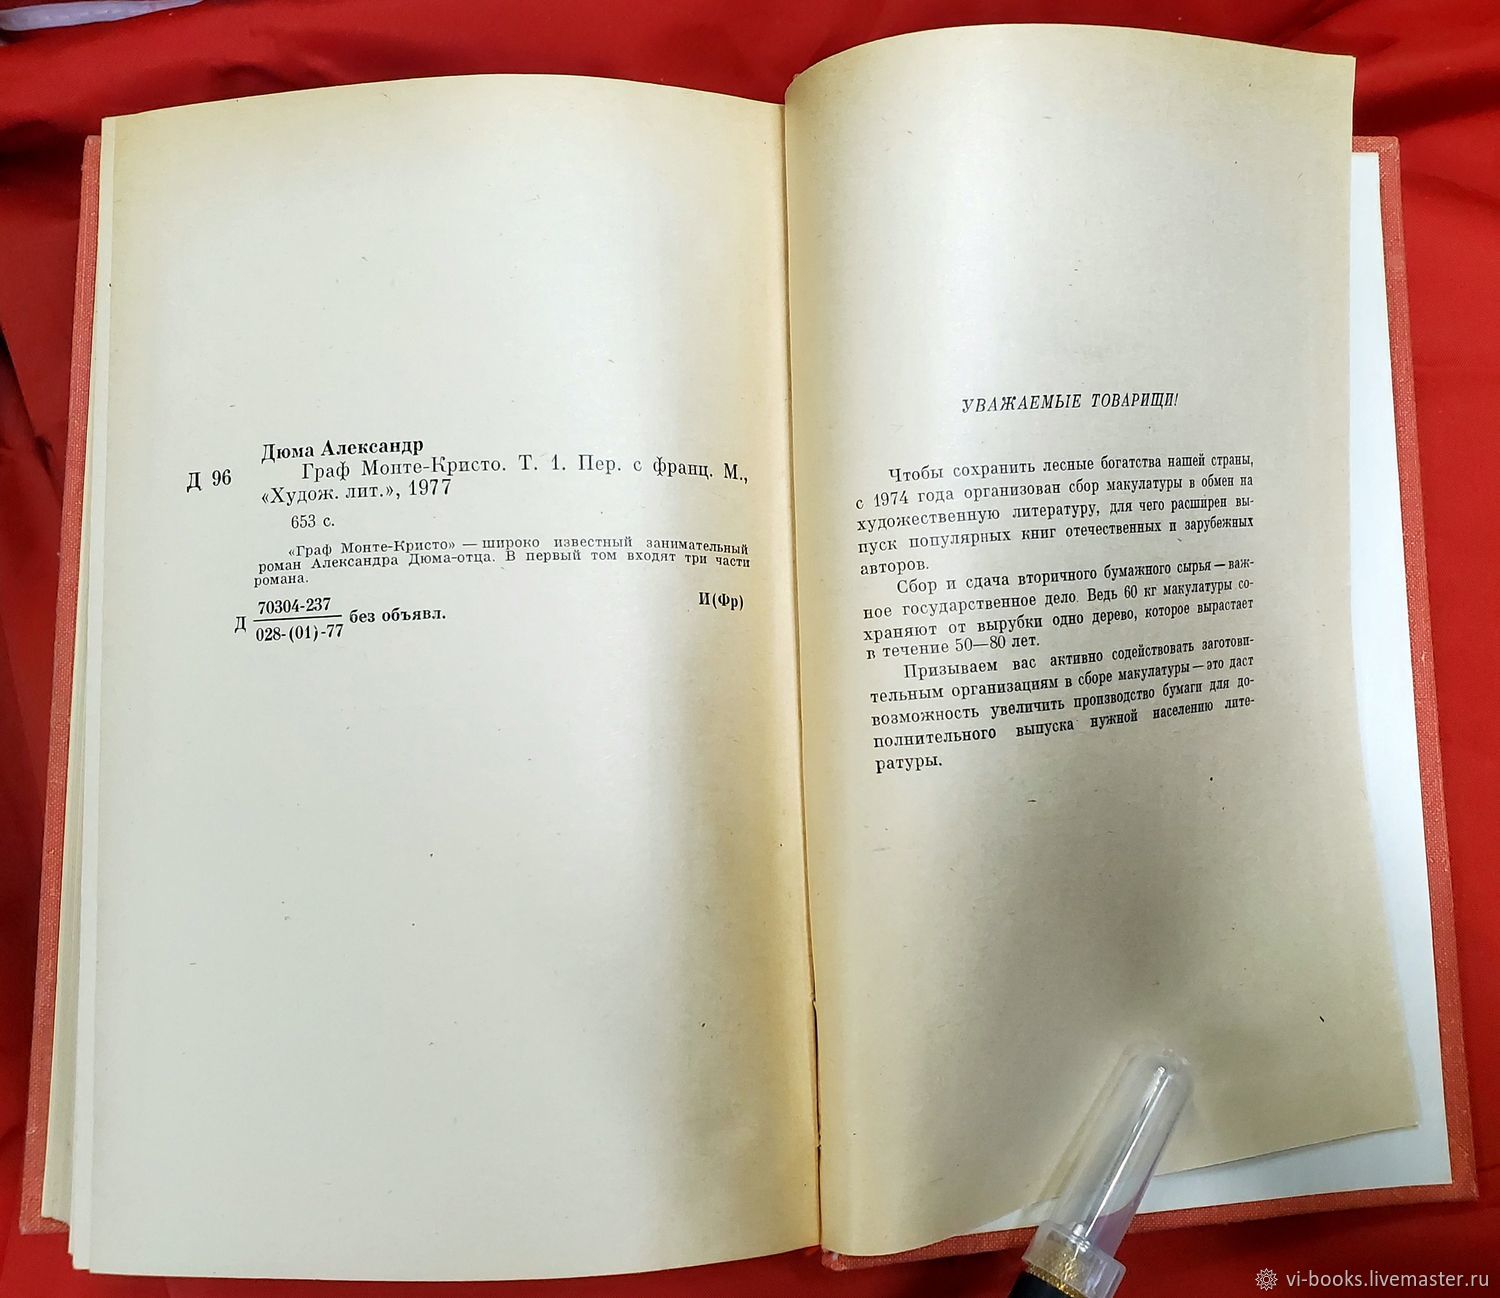 Дюма Александр
Д 96
Граф Монте-Кристо. Т. 1. Пер. с франц. М.,
«Худож. лит.», 1977
653 с.
«Граф Монте-Кристо» — широко известный занимательный
роман Александра Дюма-отца. В первый том входят три части
романа.
И(Фр)
70304-237
Д
без объявл.
028-(01)-77
УВАЖАЕМЫЕ ТОВАРИЩИ!
Чтобы сохранить лесные богатства нашей страны,
с 1974 года организован сбор макулатуры в обмен на
художественную литературу, для чего расширен вы-
пуск популярных книг отечественных и зарубежных
авторов.
Сбор и сдача вторичного бумажного сырья — важ-
ное государственное дело. Ведь 60 кг макулатуры со-
храняют от вырубки одно дерево, которое вырастает
в течение 50—80 лет.
Призываем вас активно содействовать заготови-
тельным организациям в сборе макулатуры — это даст
возможность увеличить производство бумаги для до-
полнительного выпуска нужной населению лите-
ратуры.
vi-books.livemaster.ru